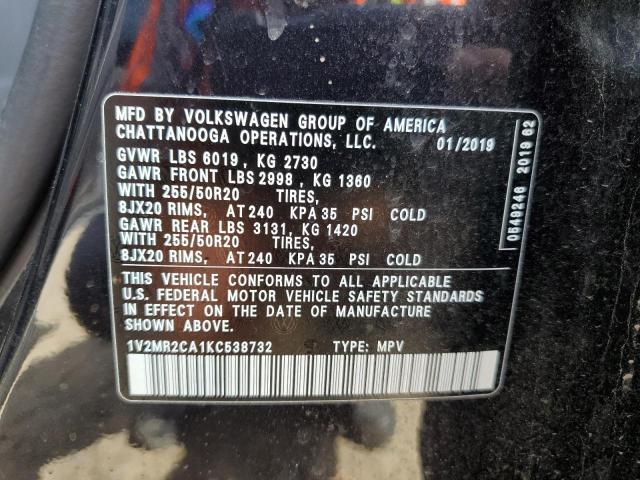 MFD BY VOLKSWAGEN GROUP OF AMERICA
CHATTANOOGA OPERATIONS, LLC. 01/2019
GVWR LBS 6019, KG 2730
GAWR FRONT LBS 2998, KG 1360
WITH 255/50R20 TIRES,
8JX20 RIMS, AT 240 KPA 35 PSI COLD
GAWR REAR LBS 3131, KG 1420
WITH 255/50R20 TIRES,
8JX20 RIMS, AT 240 KPA 35 PSI COLD
THIS VEHICLE CONFORMS TO ALL APPLICABLE
U.S. FEDERAL MOTOR VEHICLE SAFETY STANDARDS
IN EFFECT ON THE DATE OF MANUFACTURE
SHOWN ABOVE.
1V2MR2CA1KC538732 TYPE: MPV
0549246 2019 62